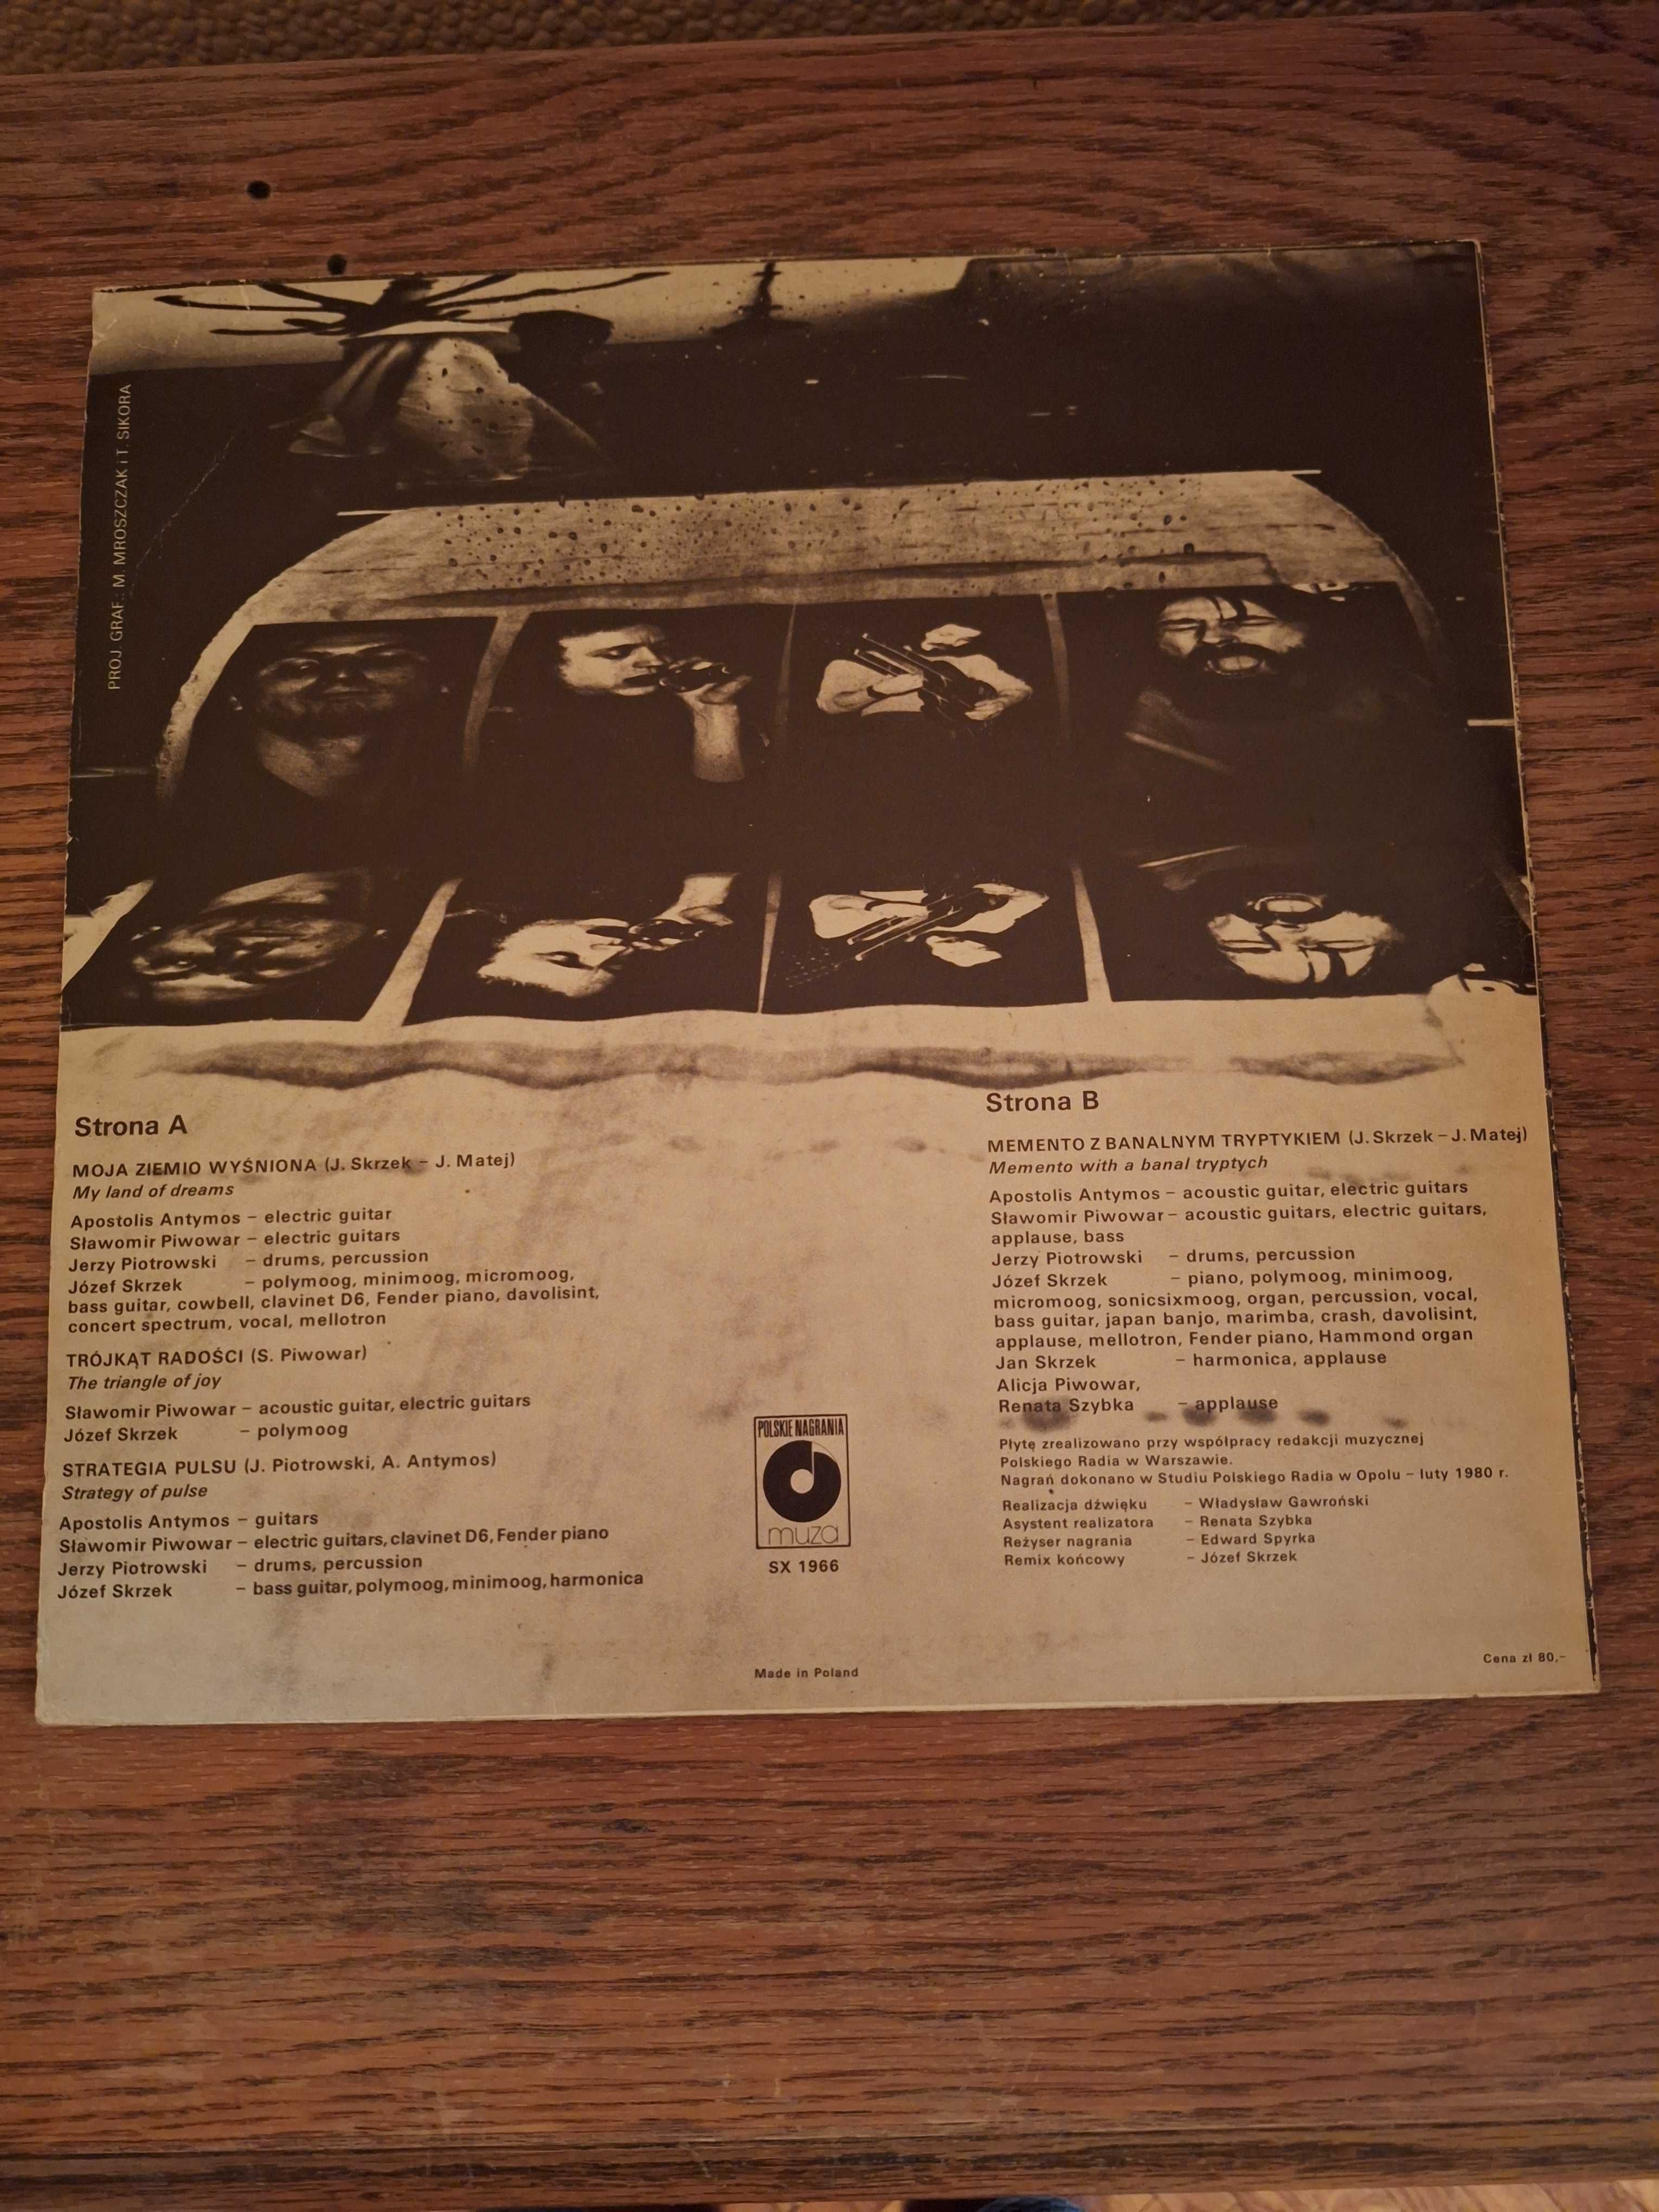 PROJ. GRAF.: M. MROSZCZAK i T. SIKORA
Strona A
MOJA ZIEMIO WYŚNIONA (J. Skrzek – J. Matej)
My land of dreams
Apostolis Antymos – electric guitar
Sławomir Piwowar – electric guitars
Jerzy Piotrowski – drums, percussion
Józef Skrzek – polymoog, minimoog, micromoog,
bass guitar, cowbell, clavinet D6, Fender piano, davolisint,
concert spectrum, vocal, mellotron
TRÓJKĄT RADOŚCI (S. Piwowar)
The triangle of joy
Sławomir Piwowar – acoustic guitar, electric guitars
Józef Skrzek – polymoog
STRATEGIA PULSU (J. Piotrowski, A. Antymos)
Strategy of pulse
Apostolis Antymos – guitars
Sławomir Piwowar – electric guitars, clavinet D6, Fender piano
Jerzy Piotrowski – drums, percussion
Józef Skrzek – bass guitar, polymoog, minimoog, harmonica
POLSKIE NAGRANIA
muza
SX 1966
Made in Poland
Strona B
MEMENTO Z BANALNYM TRYPTYKIEM (J. Skrzek – J. Matej)
Memento with a banal tryptych
Apostolis Antymos – acoustic guitar, electric guitars
Sławomir Piwowar – acoustic guitars, electric guitars,
applause, bass
Jerzy Piotrowski – drums, percussion
Józef Skrzek – piano, polymoog, minimoog,
micromoog, sonicsixmoog, organ, percussion, vocal,
bass guitar, japan banjo, marimba, crash, davolisint,
applause, mellotron, Fender piano, Hammond organ
Jan Skrzek – harmonica, applause
Alicja Piwowar,
Renata Szybka – applause
Płytę zrealizowano przy współpracy redakcji muzycznej
Polskiego Radia w Warszawie.
Nagrań dokonano w Studiu Polskiego Radia w Opolu – luty 1980 r.
Realizacja dźwięku – Władysław Gawroński
Asystent realizatora – Renata Szybka
Reżyser nagrania – Edward Spyrka
Remix końcowy – Józef Skrzek
Cena zł 80,–